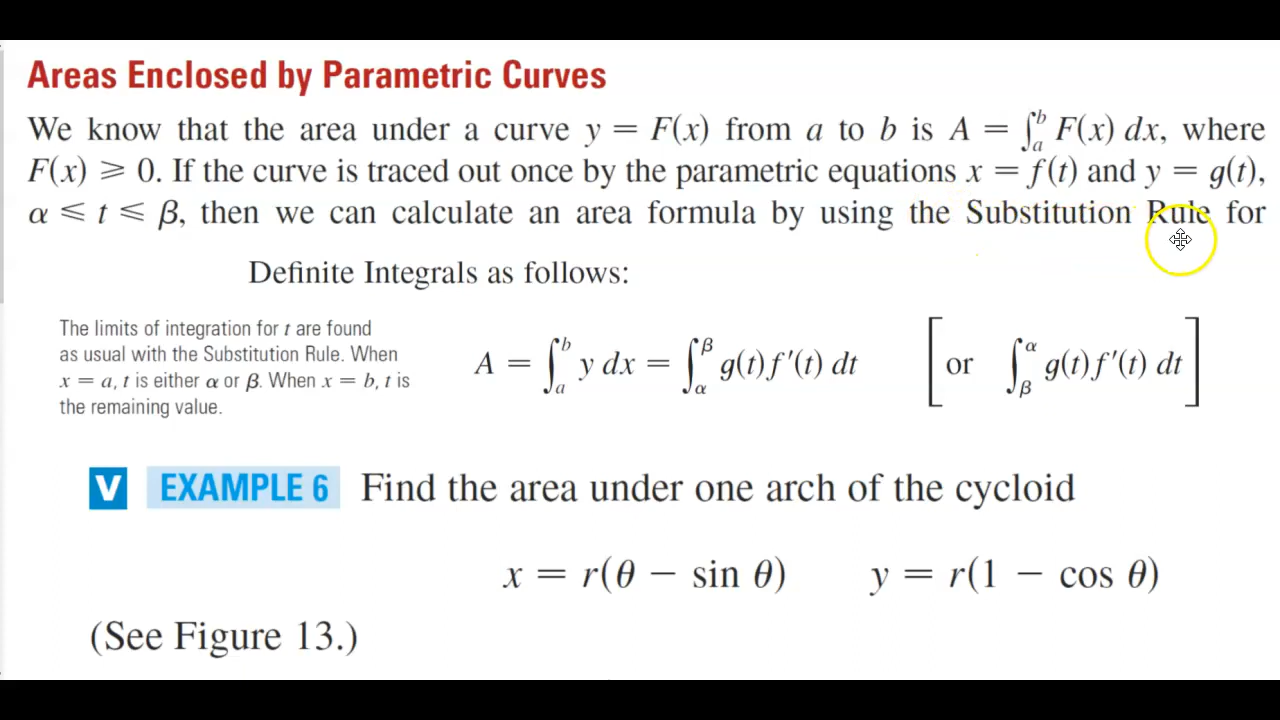 Areas Enclosed by Parametric Curves
We know that the area under a curve y = F(x) from a to b is A = ∫ₐᵇ F(x) dx, where
F(x) ⩾ 0. If the curve is traced out once by the parametric equations x = f(t) and y = g(t),
α ⩽ t ⩽ β, then we can calculate an area formula by using the Substitution Rule for
Definite Integrals as follows:
The limits of integration for t are found
as usual with the Substitution Rule. When
x = a, t is either α or β. When x = b, t is
the remaining value.
A = ∫_a^b y dx = ∫_α^β g(t) f′(t) dt [or ∫_β^α g(t) f′(t) dt]
V EXAMPLE 6 Find the area under one arch of the cycloid
x = r(θ − sin θ) y = r(1 − cos θ)
(See Figure 13.)